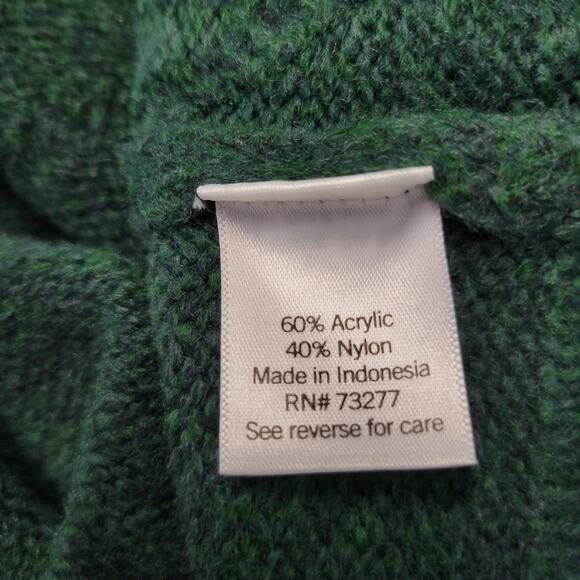 60% Acrylic
40% Nylon
Made in Indonesia
RN# 73277
See reverse for care